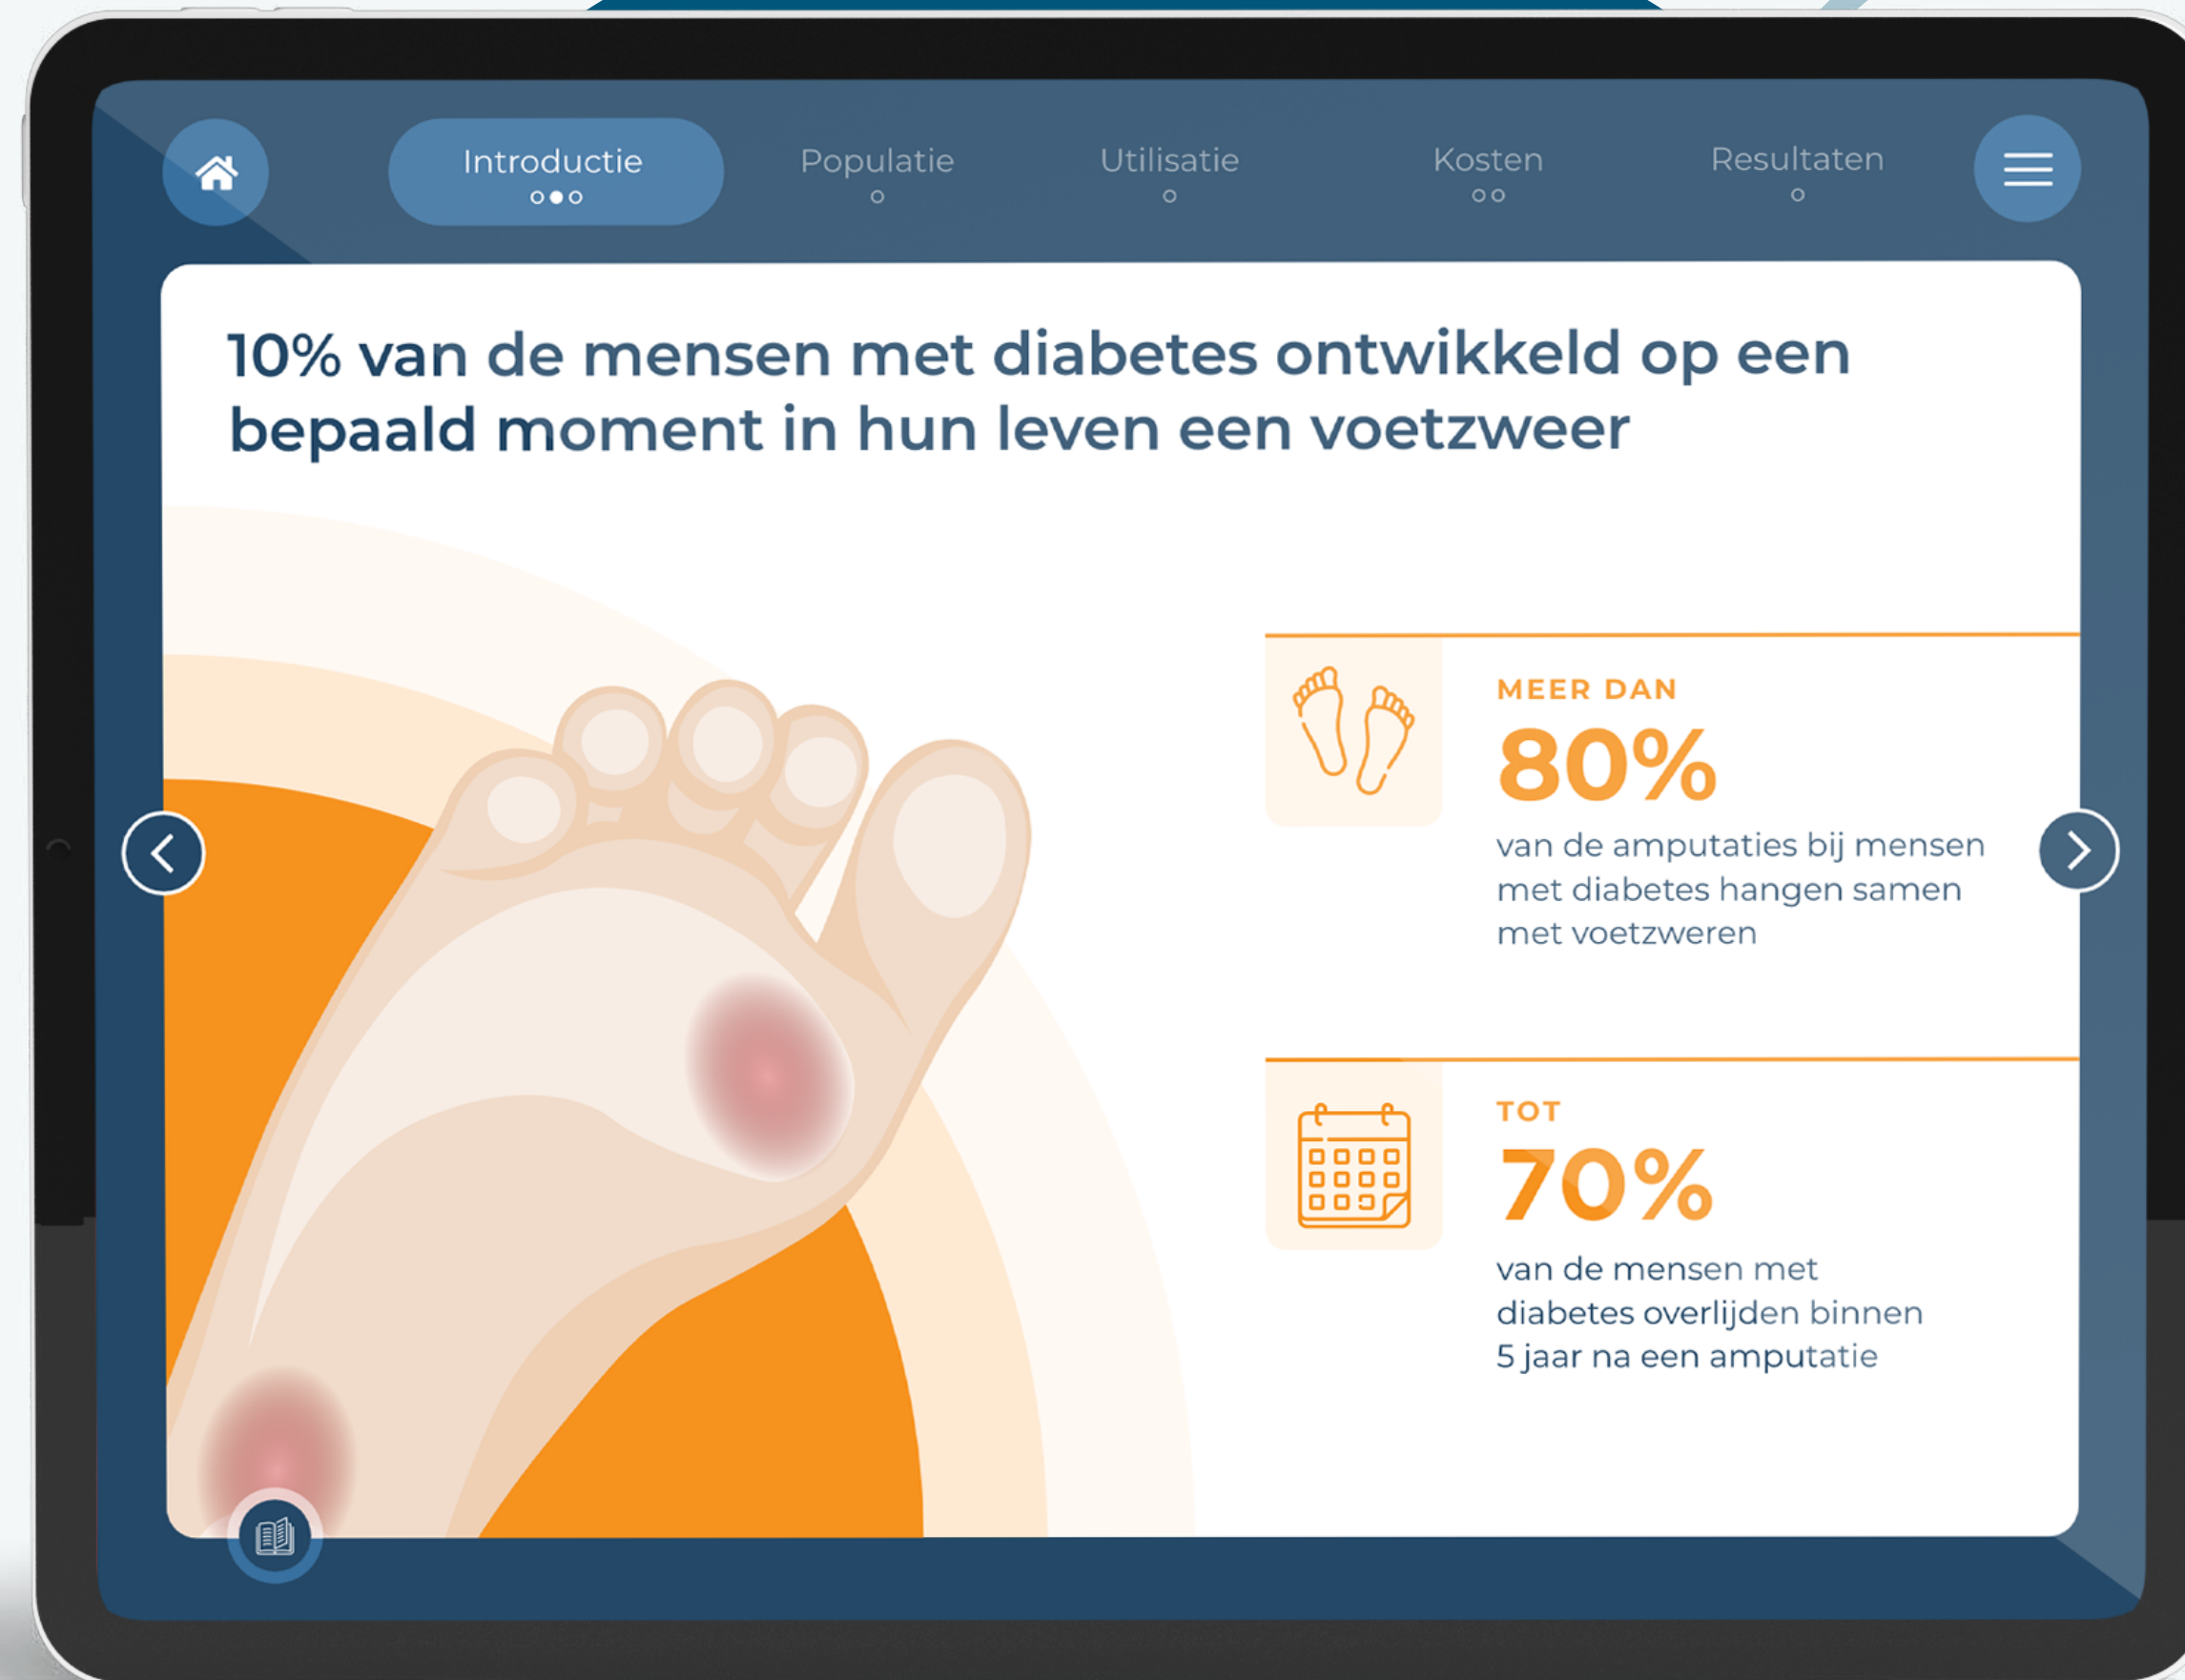 Introductie
Populatie
Utilisatie
Kosten
Resultaten
10% van de mensen met diabetes ontwikkeld op een
bepaald moment in hun leven een voetzweer
MEER DAN
80%
van de amputaties bij mensen
met diabetes hangen samen
met voetzweren
TOT
70%
van de mensen met
diabetes overlijden binnen
5 jaar na een amputatie